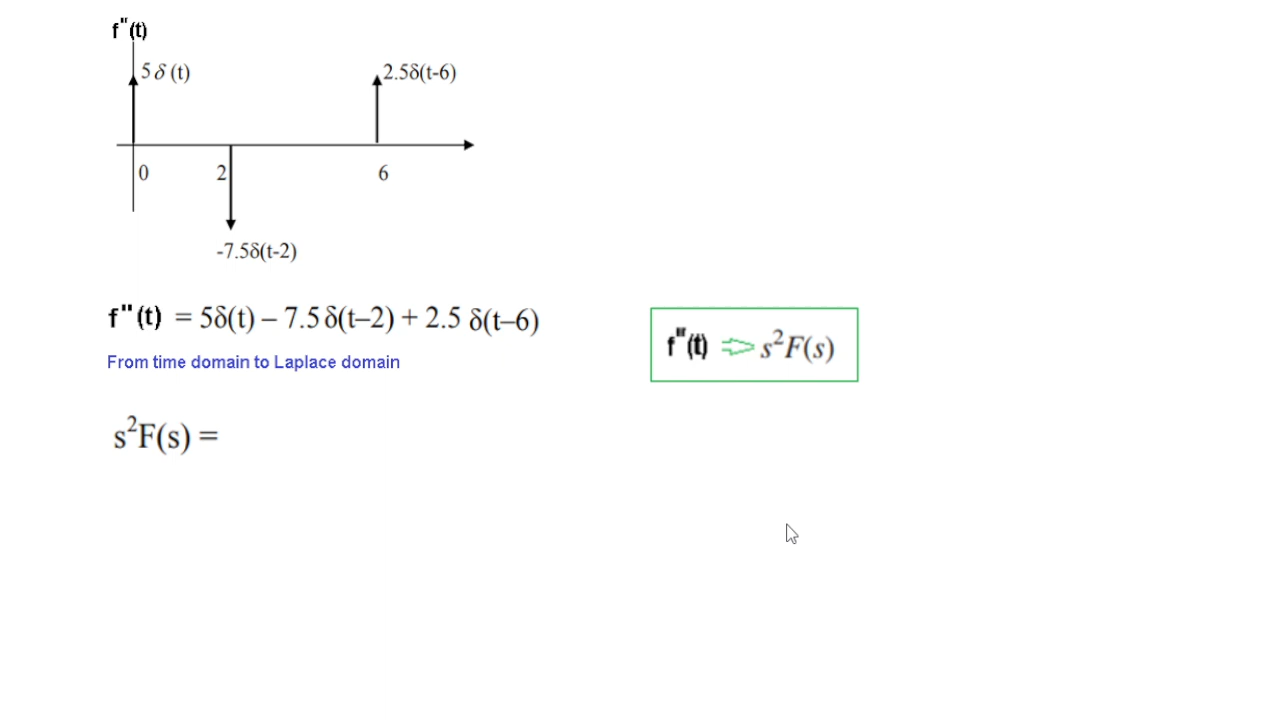 f"(t)
5 δ (t)
2.5δ(t-6)
0
2
6
-7.5δ(t-2)
f"(t) = 5δ(t) – 7.5 δ(t–2) + 2.5 δ(t–6)
From time domain to Laplace domain
f"(t) ⇨ s²F(s)
s²F(s) =